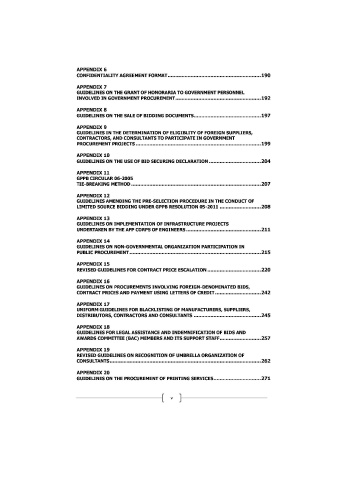 APPENDIX 6
CONFIDENTIALITY AGREEMENT FORMAT.......................................................190
APPENDIX 7
GUIDELINES ON THE GRANT OF HONORARIA TO GOVERNMENT PERSONNEL
INVOLVED IN GOVERNMENT PROCUREMENT..................................................192
APPENDIX 8
GUIDELINES ON THE SALE OF BIDDING DOCUMENTS.......................................197
APPENDIX 9
GUIDELINES IN THE DETERMINATION OF ELIGIBLITY OF FOREIGN SUPPLIERS,
CONTRACTORS, AND CONSULTANTS TO PARTICIPATE IN GOVERNMENT
PROCUREMENT PROJECTS..........................................................................199
APPENDIX 10
GUIDELINES ON THE USE OF BID SECURING DECLARATION..............................204
APPENDIX 11
GPPB CIRCULAR 06-2005
TIE-BREAKING METHOD.............................................................................207
APPENDIX 12
GUIDELINES AMENDING THE PRE-SELECTION PROCEDURE IN THE CONDUCT OF
LIMITED SOURCE BIDDING UNDER GPPB RESOLUTION 05-2011........................208
APPENDIX 13
GUIDELINES ON IMPLEMENTATION OF INFRASTRUCTURE PROJECTS
UNDERTAKEN BY THE AFP CORPS OF ENGINEERS............................................211
APPENDIX 14
GUIDELINES ON NON-GOVERNMENTAL ORGANIZATION PARTICIPATION IN
PUBLIC PROCUREMENT..............................................................................215
APPENDIX 15
REVISED GUIDELINES FOR CONTRACT PRICE ESCALATION...............................220
APPENDIX 16
GUIDELINES ON PROCUREMENTS INVOLVING FOREIGN-DENOMINATED BIDS,
CONTRACT PRICES AND PAYMENT USING LETTERS OF CREDIT...........................242
APPENDIX 17
UNIFORM GUIDELINES FOR BLACKLISTING OF MANUFACTURERS, SUPPLIERS,
DISTRIBUTORS, CONTRACTORS AND CONSULTANTS.......................................245
APPENDIX 18
GUIDELINES FOR LEGAL ASSISTANCE AND INDEMNIFICATION OF BIDS AND
AWARDS COMMITTEE (BAC) MEMBERS AND ITS SUPPORT STAFF........................257
APPENDIX 19
REVISED GUIDELINES ON RECOGNITION OF UMBRELLA ORGANIZATION OF
CONSULTANTS..........................................................................................262
APPENDIX 20
GUIDELINES ON THE PROCUREMENT OF PRINTING SERVICES...........................271
v